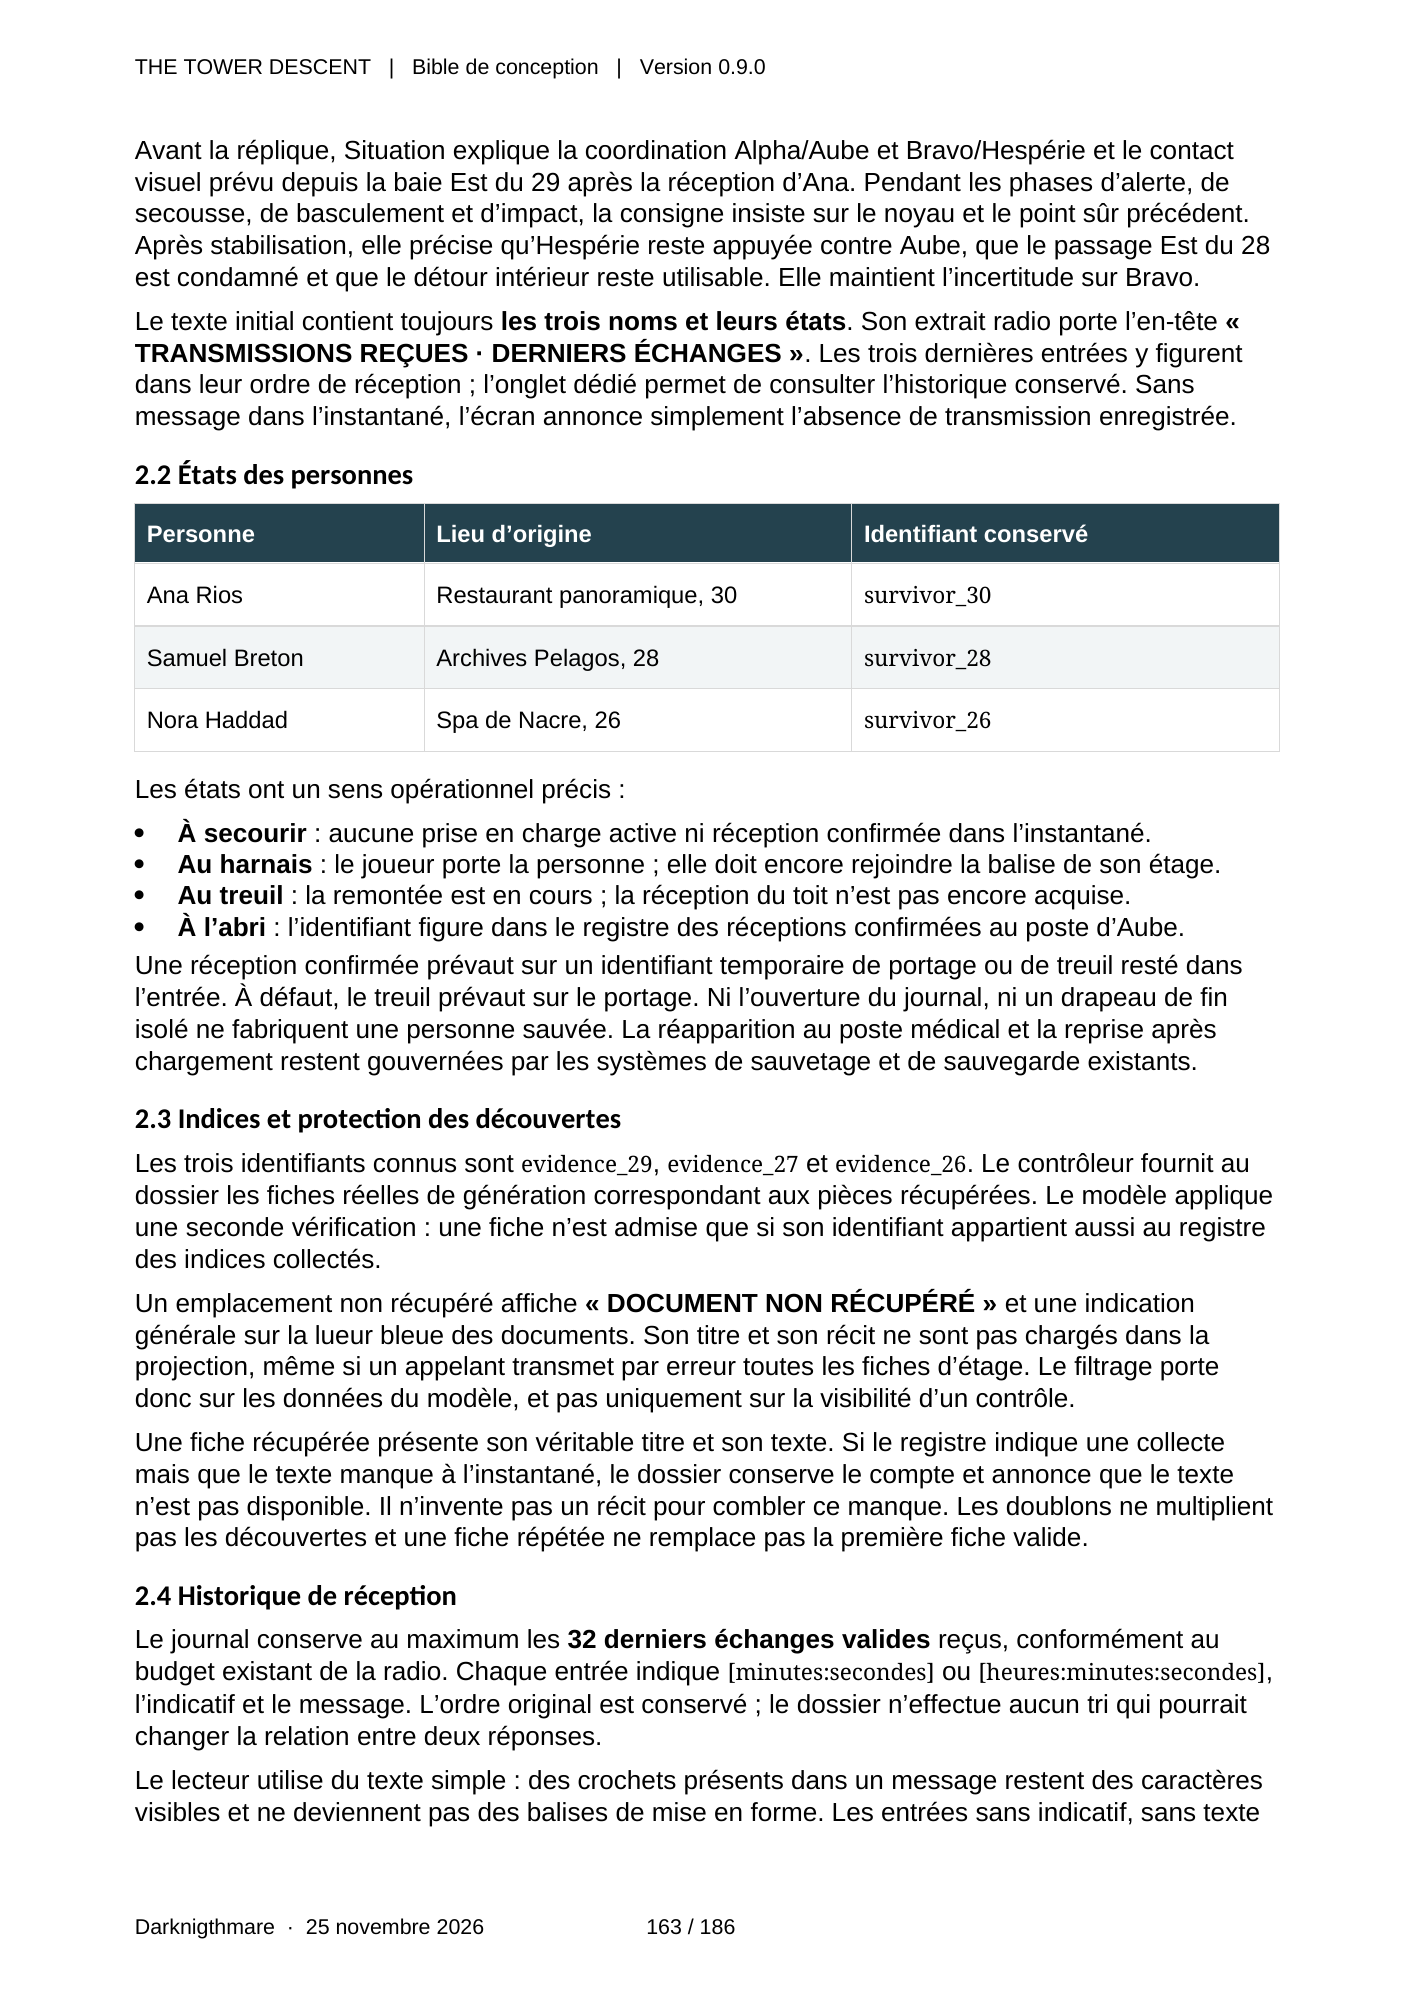 THE TOWER DESCENT | Bible de conception | Version 0.9.0
Avant la réplique, Situation explique la coordination Alpha/Aube et Bravo/Hespérie et le contact
visuel prévu depuis la baie Est du 29 après la réception d’Ana. Pendant les phases d’alerte, de
secousse, de basculement et d’impact, la consigne insiste sur le noyau et le point sûr précédent.
Après stabilisation, elle précise qu’Hespérie reste appuyée contre Aube, que le passage Est du 28
est condamné et que le détour intérieur reste utilisable. Elle maintient l’incertitude sur Bravo.
Le texte initial contient toujours les trois noms et leurs états. Son extrait radio porte l’en-tête «
TRANSMISSIONS REÇUES · DERNIERS ÉCHANGES ». Les trois dernières entrées y figurent
dans leur ordre de réception ; l’onglet dédié permet de consulter l’historique conservé. Sans
message dans l’instantané, l’écran annonce simplement l’absence de transmission enregistrée.
2.2 États des personnes
Personne Lieu d’origine Identifiant conservé
Ana Rios Restaurant panoramique, 30 survivor_30
Samuel Breton Archives Pelagos, 28 survivor_28
Nora Haddad Spa de Nacre, 26 survivor_26
Les états ont un sens opérationnel précis :
• À secourir : aucune prise en charge active ni réception confirmée dans l’instantané.
• Au harnais : le joueur porte la personne ; elle doit encore rejoindre la balise de son étage.
• Au treuil : la remontée est en cours ; la réception du toit n’est pas encore acquise.
• À l’abri : l’identifiant figure dans le registre des réceptions confirmées au poste d’Aube.
Une réception confirmée prévaut sur un identifiant temporaire de portage ou de treuil resté dans
l’entrée. À défaut, le treuil prévaut sur le portage. Ni l’ouverture du journal, ni un drapeau de fin
isolé ne fabriquent une personne sauvée. La réapparition au poste médical et la reprise après
chargement restent gouvernées par les systèmes de sauvetage et de sauvegarde existants.
2.3 Indices et protection des découvertes
Les trois identifiants connus sont evidence_29, evidence_27 et evidence_26. Le contrôleur fournit au
dossier les fiches réelles de génération correspondant aux pièces récupérées. Le modèle applique
une seconde vérification : une fiche n’est admise que si son identifiant appartient aussi au registre
des indices collectés.
Un emplacement non récupéré affiche « DOCUMENT NON RÉCUPÉRÉ » et une indication
générale sur la lueur bleue des documents. Son titre et son récit ne sont pas chargés dans la
projection, même si un appelant transmet par erreur toutes les fiches d’étage. Le filtrage porte
donc sur les données du modèle, et pas uniquement sur la visibilité d’un contrôle.
Une fiche récupérée présente son véritable titre et son texte. Si le registre indique une collecte
mais que le texte manque à l’instantané, le dossier conserve le compte et annonce que le texte
n’est pas disponible. Il n’invente pas un récit pour combler ce manque. Les doublons ne multiplient
pas les découvertes et une fiche répétée ne remplace pas la première fiche valide.
2.4 Historique de réception
Le journal conserve au maximum les 32 derniers échanges valides reçus, conformément au
budget existant de la radio. Chaque entrée indique [minutes:secondes] ou [heures:minutes:secondes],
l’indicatif et le message. L’ordre original est conservé ; le dossier n’effectue aucun tri qui pourrait
changer la relation entre deux réponses.
Le lecteur utilise du texte simple : des crochets présents dans un message restent des caractères
visibles et ne deviennent pas des balises de mise en forme. Les entrées sans indicatif, sans texte
Darknigthmare · 25 novembre 2026 163 / 186